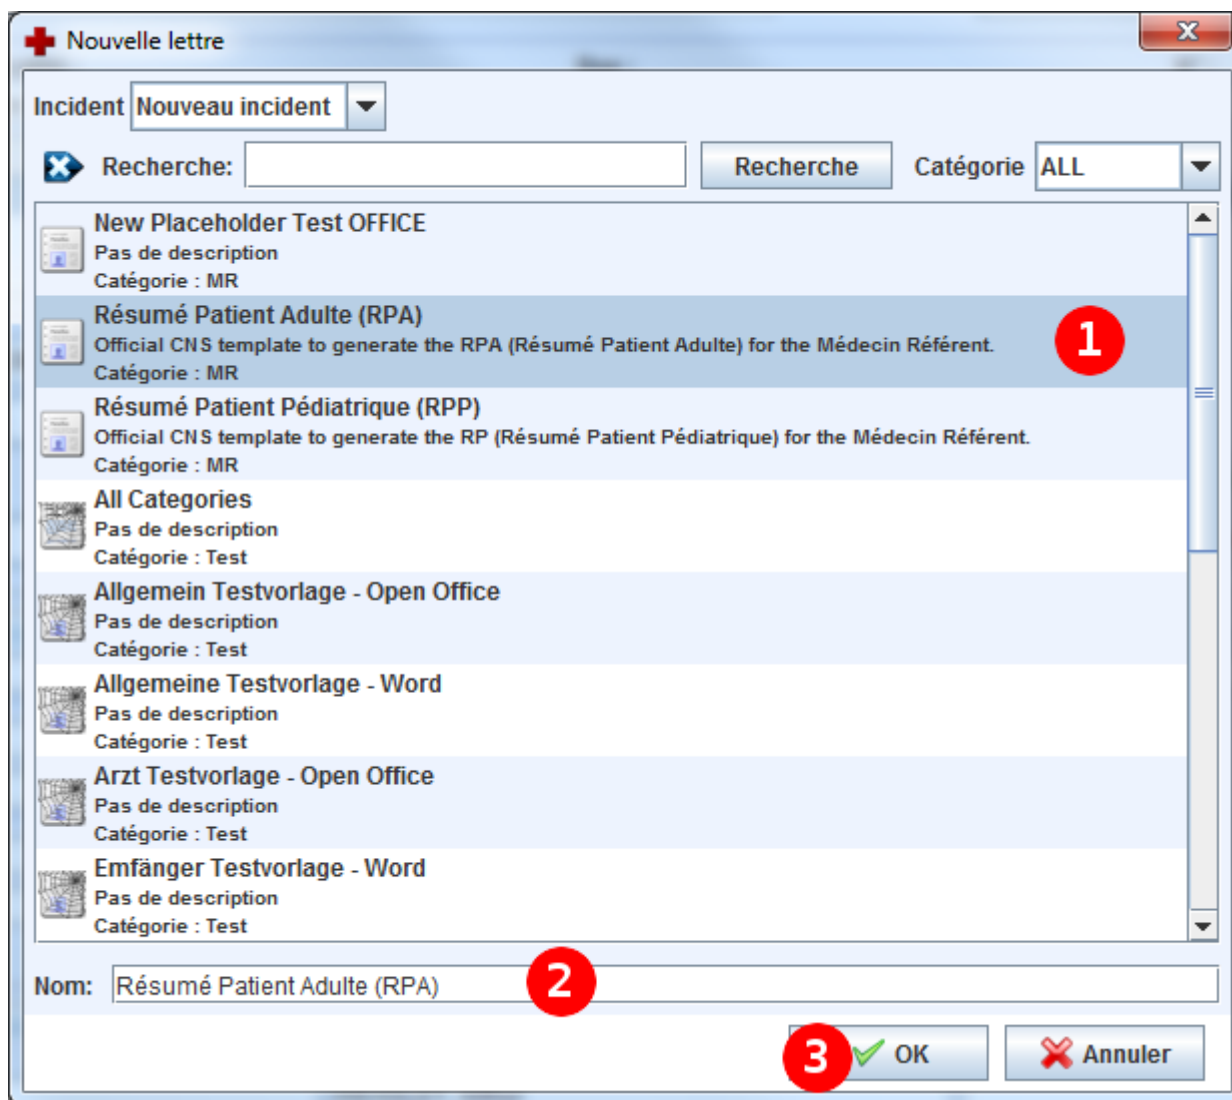 Nouvelle lettre
Incident Nouveau incident
Recherche: Recherche Catégorie ALL
New Placeholder Test OFFICE
Pas de description
Catégorie : MR
Résumé Patient Adulte (RPA)
Official CNS template to generate the RPA (Résumé Patient Adulte) for the Médecin Référent.
Catégorie : MR
1
Résumé Patient Pédiatrique (RPP)
Official CNS template to generate the RP (Résumé Patient Pédiatrique) for the Médecin Référent.
Catégorie : MR
All Categories
Pas de description
Catégorie : Test
Allgemein Testvorlage - Open Office
Pas de description
Catégorie : Test
Allgemeine Testvorlage - Word
Pas de description
Catégorie : Test
Arzt Testvorlage - Open Office
Pas de description
Catégorie : Test
Emfänger Testvorlage - Word
Pas de description
Catégorie : Test
Nom: Résumé Patient Adulte (RPA) 2
3 OK Annuler